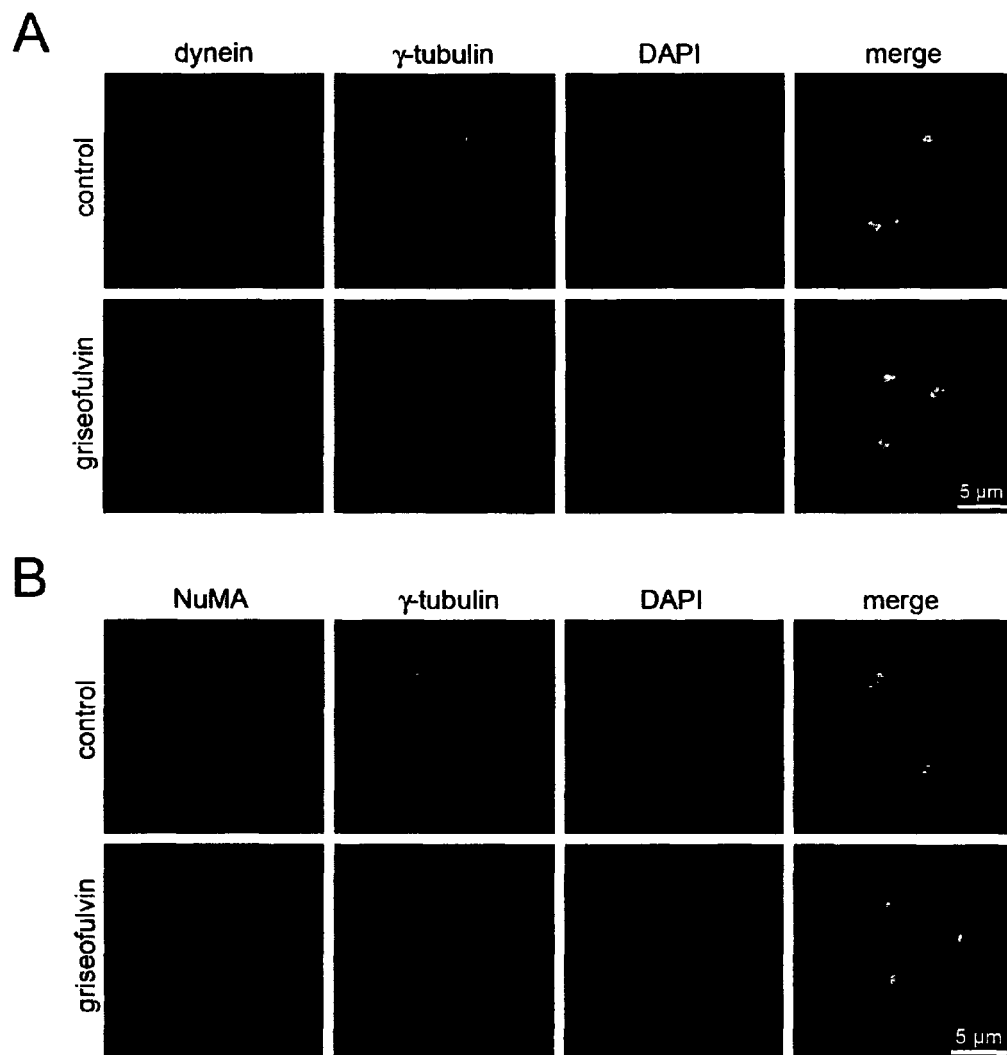 A
dynein γ-tubulin DAPI merge
control
griseofulvin
5 µm
B
NuMA γ-tubulin DAPI merge
control
griseofulvin
5 µm